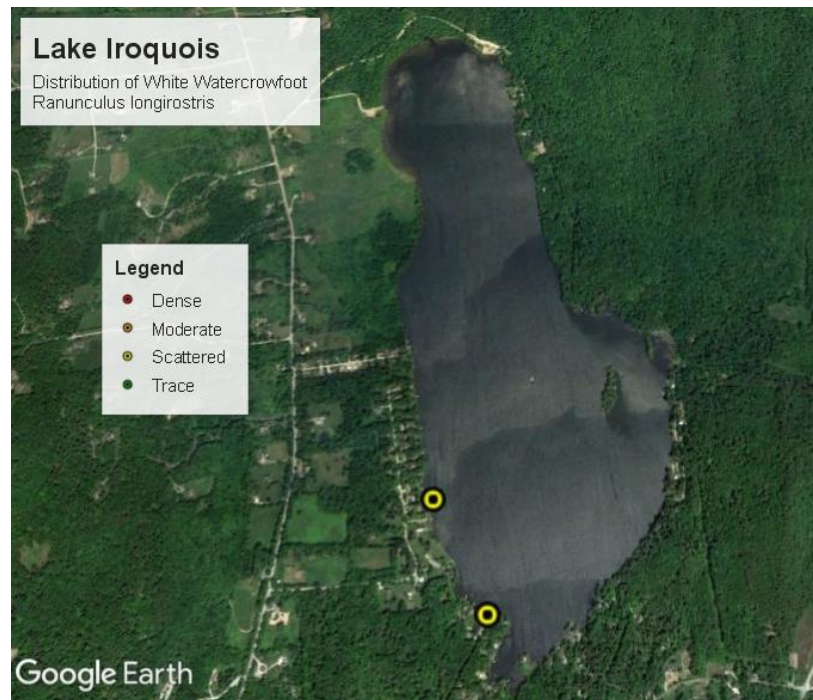 Lake Iroquois
Distribution of White Watercrowfoot
Ranunculus longirostris
Legend
Dense
Moderate
Scattered
Trace
Google Earth